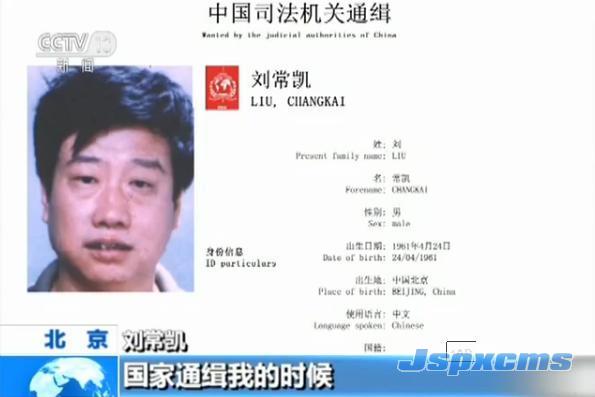 中国司法机关通缉
Wanted by the judicial authorities of China
CCTV 13
新闻
刘常凯
LIU, CHANGKAI
姓: 刘
Present family name: LIU
名: 常凯
Forename: CHANGKAI
性别: 男
Sex: male
身份信息
ID particulars
出生日期: 1961年4月24日
Date of birth: 24/04/1961
出生地: 中国北京
Place of birth: BEIJING, China
使用语言: 中文
Language spoken: Chinese
国籍:
Jspxcms
北京
刘常凯
国家通缉我的时候